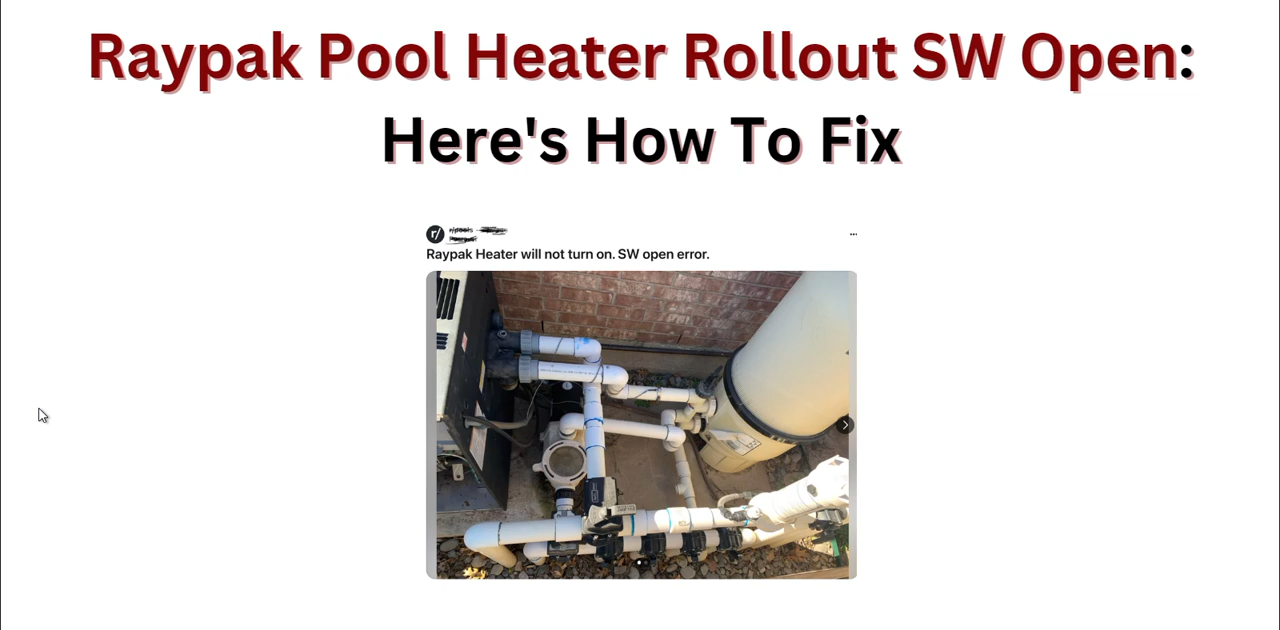 Raypak Pool Heater Rollout SW Open:
Here's How To Fix
r/
Raypak Heater will not turn on. SW open error.